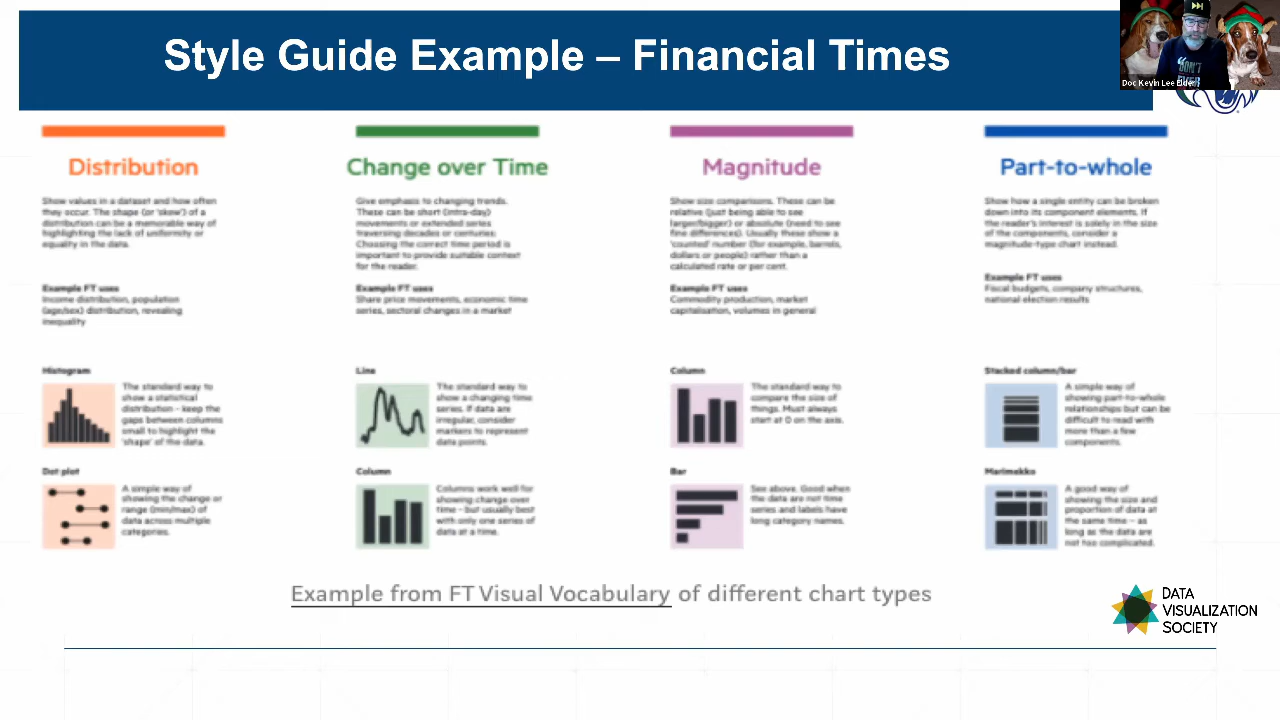 Style Guide Example – Financial Times
Doc Kevin Lee Elder
Distribution
Show values in a dataset and how often
they occur. The shape (or 'skew') of a
distribution can be a memorable way of
highlighting the lack of uniformity or
equality in the data.
Example FT uses
Income distribution, population
(age/sex) distribution, revealing
inequality
Histogram
The standard way to
show a statistical
distribution - keep the
gaps between columns
small to highlight the
'shape' of the data.
Dot plot
A simple way of
showing the change or
range (min/max) of
data across multiple
categories.
Change over Time
Give emphasis to changing trends.
These can be short (intra-day)
movements or extended series
traversing decades or centuries:
Choosing the correct time period is
important to provide suitable context
for the reader.
Example FT uses
Share price movements, economic time
series, sectoral changes in a market
Line
The standard way to
show a changing time
series. If data are
irregular, consider
markers to represent
data points.
Column
Columns work well for
showing change over
time - but usually best
with only one series of
data at a time.
Magnitude
Show size comparisons. These can be
relative (just being able to see
larger/bigger) or absolute (need to see
fine differences). Usually these show a
'counted' number (for example, barrels,
dollars or people) rather than a
calculated rate or per cent.
Example FT uses
Commodity production, market
capitalisation, volumes in general
Column
The standard way to
compare the size of
things. Must always
start at 0 on the axis.
Bar
See above. Good when
the data are not time
series and labels have
long category names.
Part-to-whole
Show how a single entity can be broken
down into its component elements. If
the reader's interest is solely in the size
of the components, consider a
magnitude-type chart instead.
Example FT uses
Fiscal budgets, company structures,
national election results
Stacked column/bar
A simple way of
showing part-to-whole
relationships but can be
difficult to read with
more than a few
components.
Marimekko
A good way of
showing the size and
proportion of data at
the same time - as
long as the data are
not too complicated.
Example from FT Visual Vocabulary of different chart types
DATA
VISUALIZATION
SOCIETY